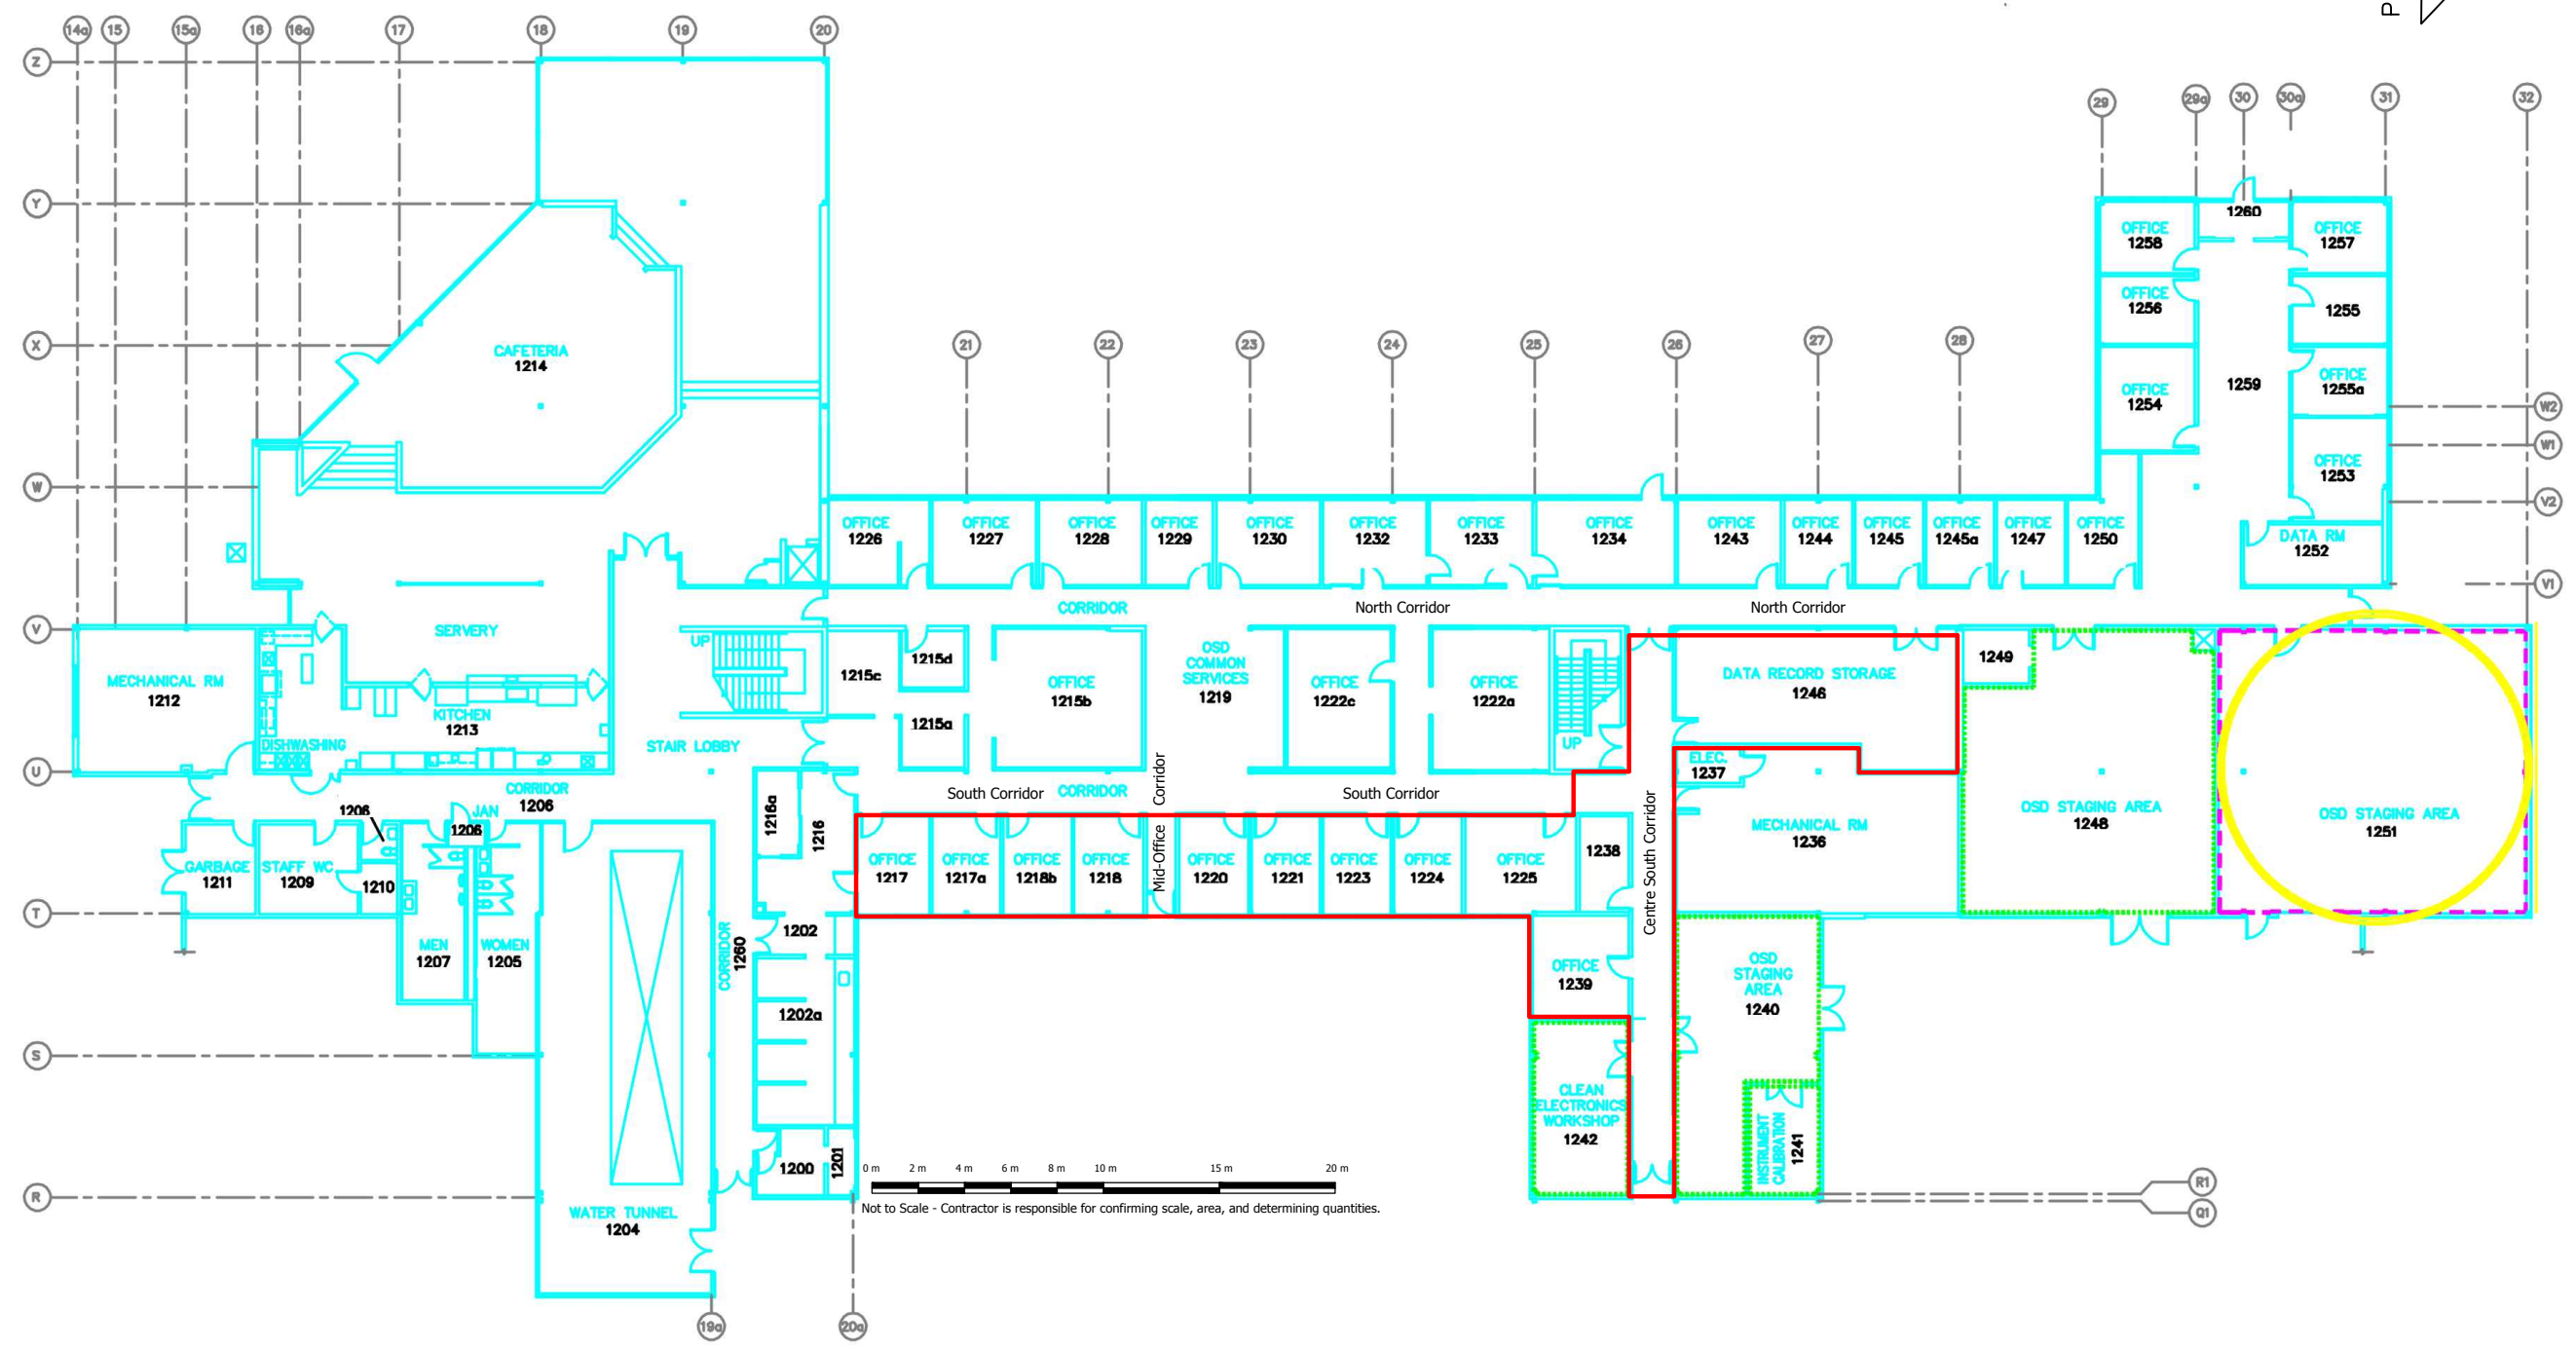 P
14a 15 15a 16 16a 17 18 19 20
Z
Y
X
W
V
U
T
S
R
29 29a 30 30a 31 32
21 22 23 24 25 26 27 28
W2
W1
V2
V1
R1
Q1
19a
20a
CAFETERIA
1214
OFFICE
1258
1260
OFFICE
1257
OFFICE
1256
1255
OFFICE
1254
1259
OFFICE
1255a
OFFICE
1253
DATA RM
1252
OFFICE
1226
OFFICE
1227
OFFICE
1228
OFFICE
1229
OFFICE
1230
OFFICE
1232
OFFICE
1233
OFFICE
1234
OFFICE
1243
OFFICE
1244
OFFICE
1245
OFFICE
1245a
OFFICE
1247
OFFICE
1250
CORRIDOR
North Corridor
North Corridor
SERVERY
UP
MECHANICAL RM
1212
KITCHEN
1213
DISHWASHING
STAIR LOBBY
1215c
1215d
1215a
OFFICE
1215b
OSD
COMMON
SERVICES
1219
OFFICE
1222c
OFFICE
1222a
UP
DATA RECORD STORAGE
1246
1249
ELEC.
1237
MECHANICAL RM
1236
OSD STAGING AREA
1248
OSD STAGING AREA
1251
CORRIDOR
1206
1206
JAN
1206
South Corridor
CORRIDOR
South Corridor
Mid-Office Corridor
Centre South Corridor
GARBAGE
1211
STAFF WC
1209
1210
MEN
1207
WOMEN
1205
1216a
1216
OFFICE
1217
OFFICE
1217a
OFFICE
1218b
OFFICE
1218
OFFICE
1220
OFFICE
1221
OFFICE
1223
OFFICE
1224
OFFICE
1225
1238
CORRIDOR
1260
1202
1202a
OFFICE
1239
OSD
STAGING
AREA
1240
CLEAN
ELECTRONICS
WORKSHOP
1242
INSTRUMENT
CALIBRATION
1241
1200
1201
WATER TUNNEL
1204
0 m 2 m 4 m 6 m 8 m 10 m 15 m 20 m
Not to Scale - Contractor is responsible for confirming scale, area, and determining quantities.